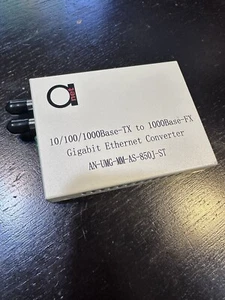 10/100/1000Base-TX to 1000Base-FX
Gigabit Ethernet Converter
AN-UMG-MM-AS-850J-ST